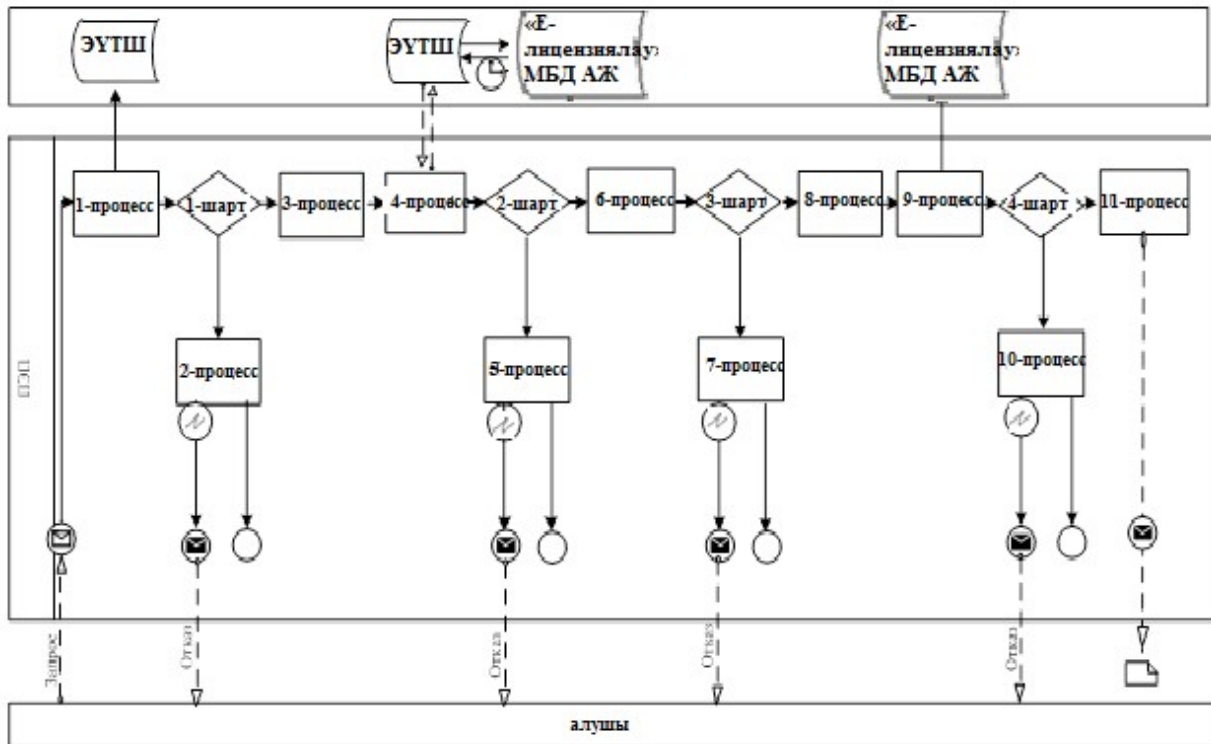 ЭҮТШ
ЭҮТШ
«Е-
лицензиялау»
МБД АЖ
«Е-
лицензиялау»
МБД АЖ
1-процесс
1-шарт
3-процесс
4-процесс
2-шарт
6-процесс
3-шарт
8-процесс
9-процесс
4-шарт
11-процесс
2-процесс
5-процесс
7-процесс
10-процесс
Запрос
Отказ
Отказ
Отказ
Отказ
алушы